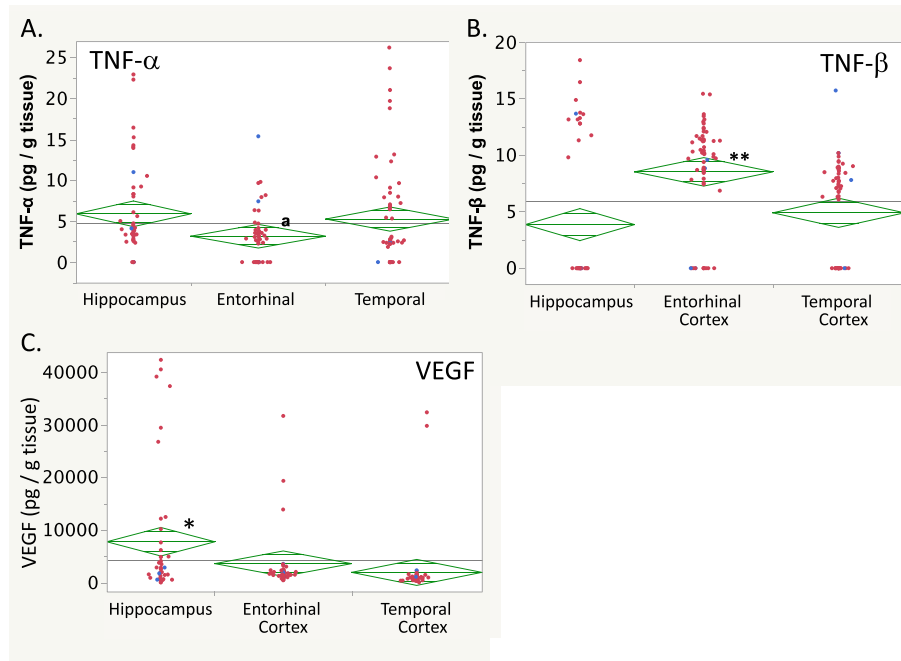 A.
TNF-α
TNF-α (pg / g tissue)
25
20
15
10
5
0
a
Hippocampus
Entorhinal
Temporal
B.
TNF-β
TNF-β (pg / g tissue)
20
15
10
5
0
**
Hippocampus
Entorhinal
Cortex
Temporal
Cortex
C.
VEGF
VEGF (pg / g tissue)
40000
30000
20000
10000
0
*
Hippocampus
Entorhinal
Cortex
Temporal
Cortex